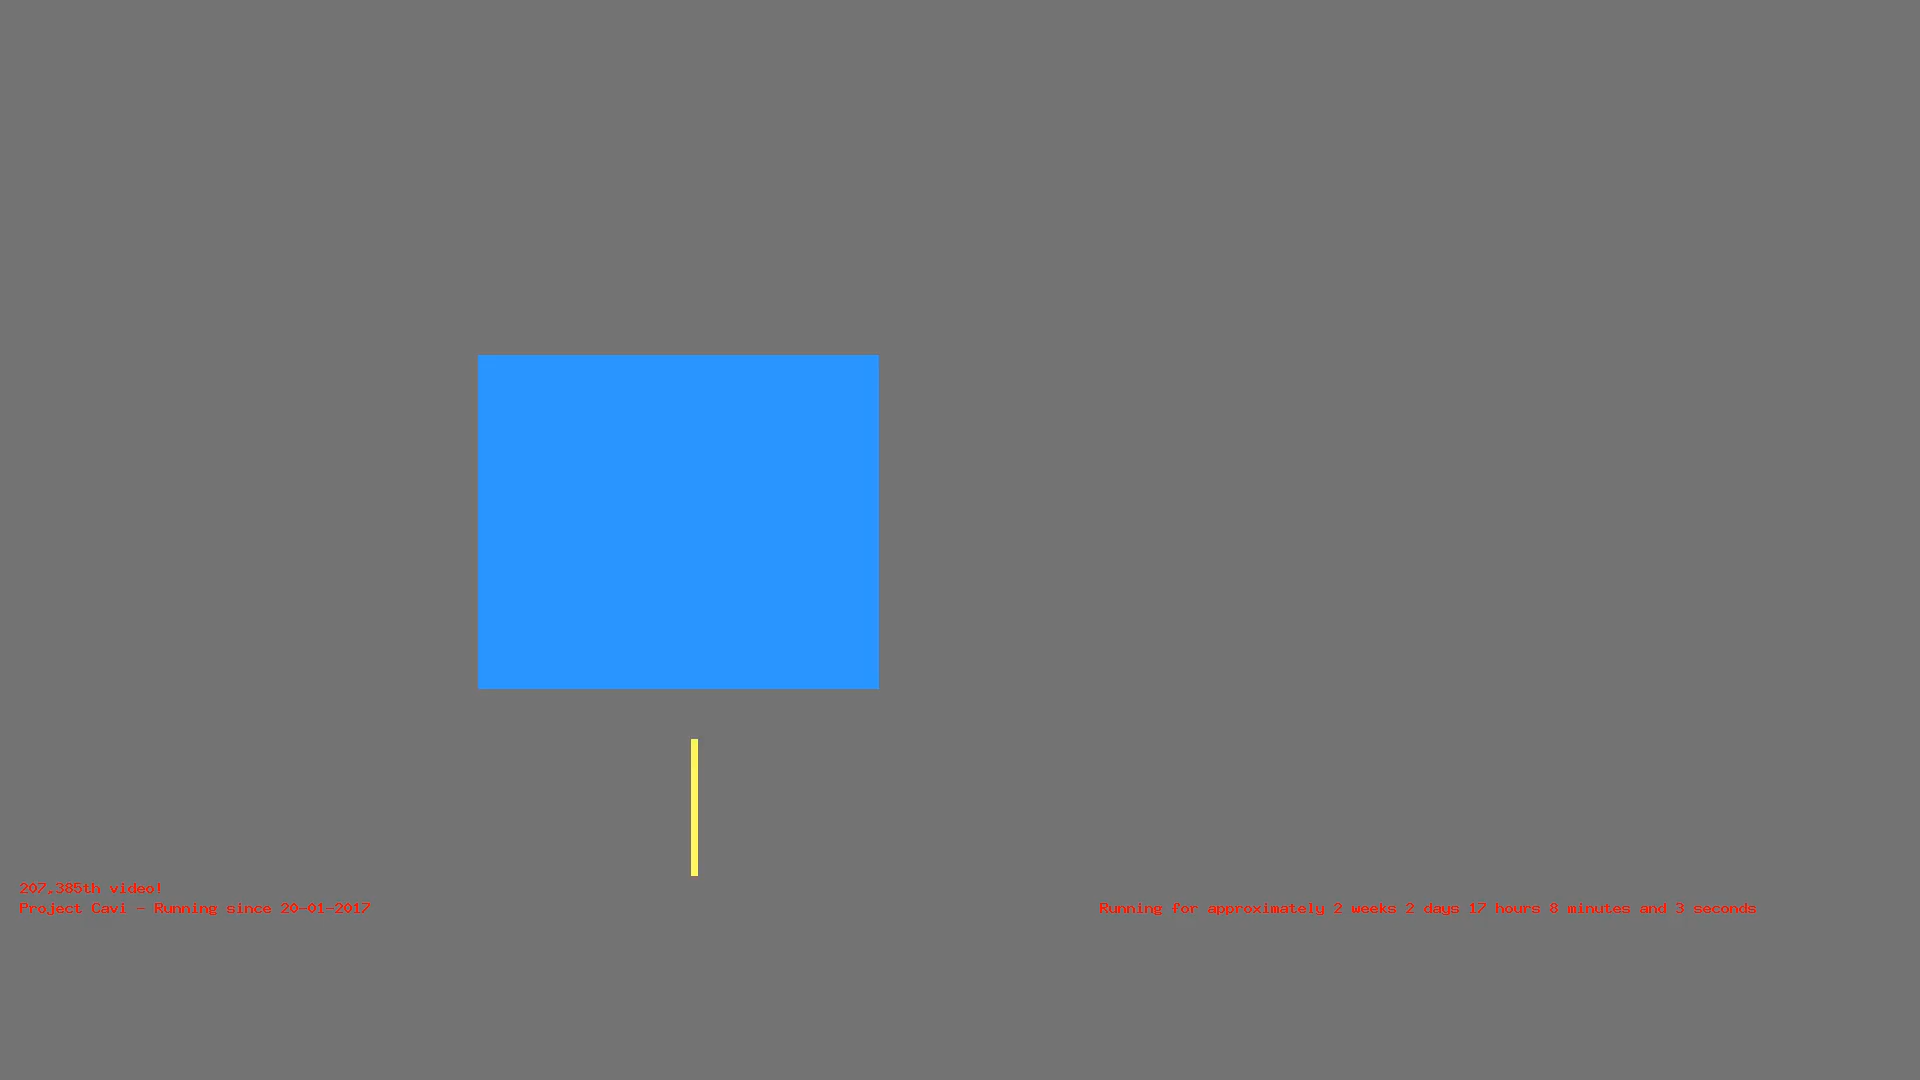 207,385th video!
Project Cavi - Running since 20-01-2017
Running for approximately 2 weeks 2 days 17 hours 8 minutes and 3 seconds